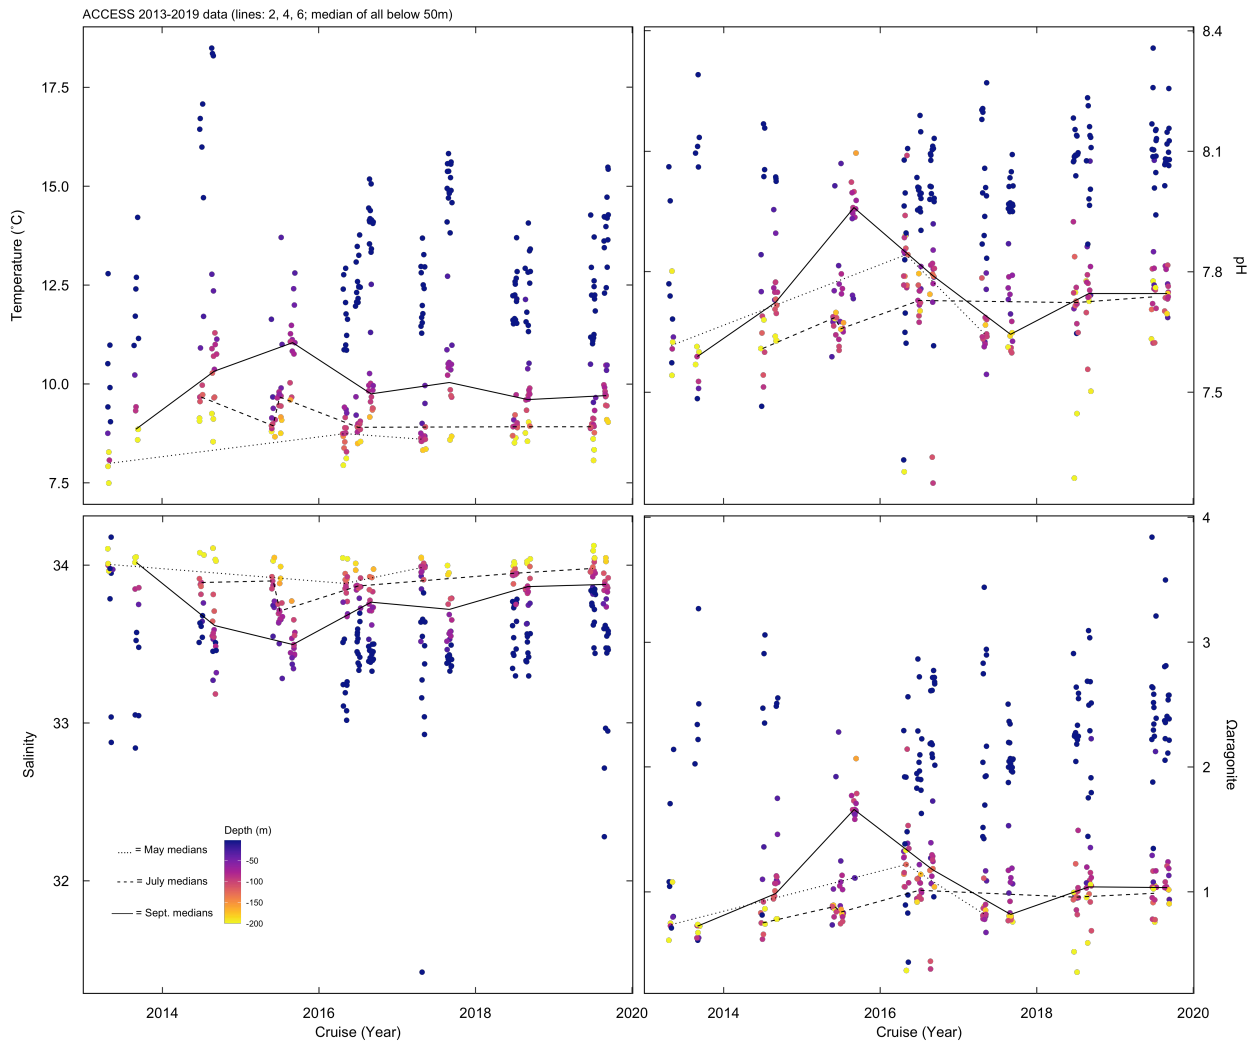 ACCESS 2013-2019 data (lines: 2, 4, 6; median of all below 50m)
17.5
15.0
12.5
10.0
7.5
Temperature (˚C)
8.4
8.1
7.8
7.5
pH
34
33
32
Salinity
Depth (m)
-50
-100
-150
-200
= May medians
= July medians
= Sept. medians
4
3
2
1
Ωaragonite
2014
2016
2018
2020
Cruise (Year)
2014
2016
2018
2020
Cruise (Year)